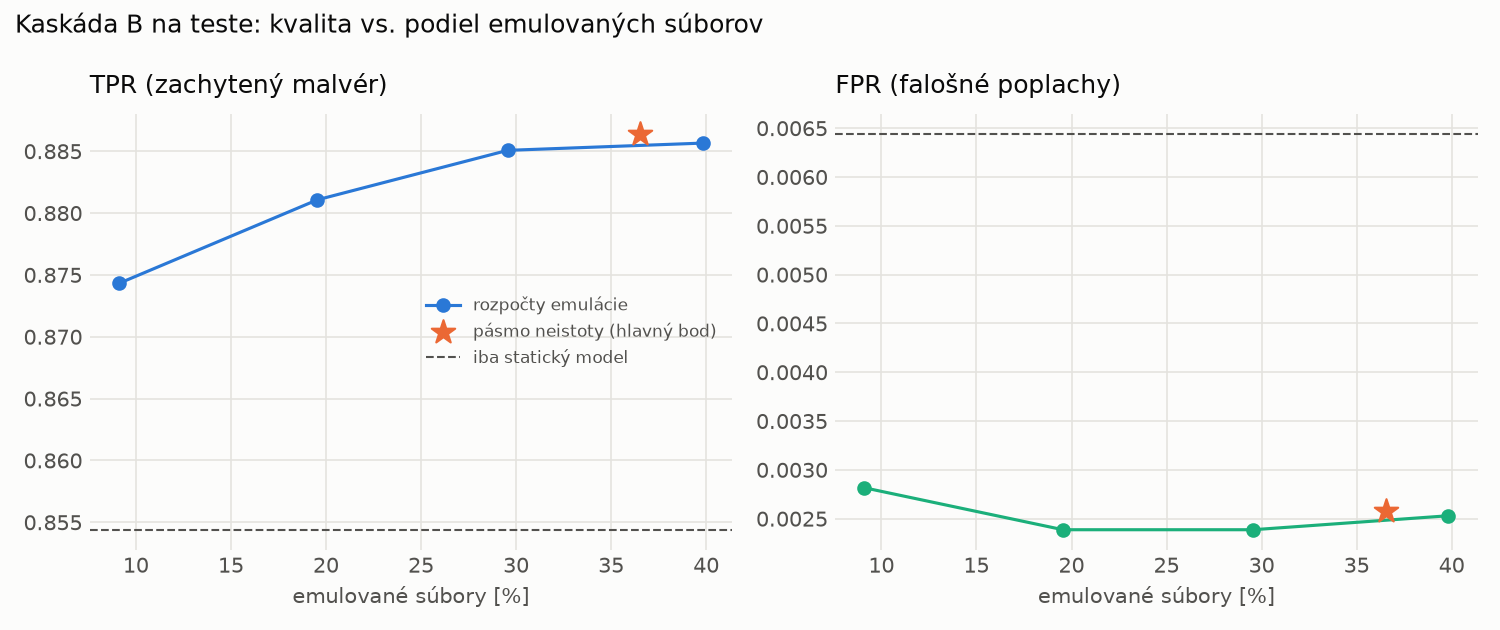 Kaskáda B na teste: kvalita vs. podiel emulovaných súborov
TPR (zachytený malvér)
0.885
0.880
0.875
0.870
0.865
0.860
0.855
rozpočty emulácie
pásmo neistoty (hlavný bod)
iba statický model
10 15 20 25 30 35 40
emulované súbory [%]
FPR (falošné poplachy)
0.0065
0.0060
0.0055
0.0050
0.0045
0.0040
0.0035
0.0030
0.0025
10 15 20 25 30 35 40
emulované súbory [%]